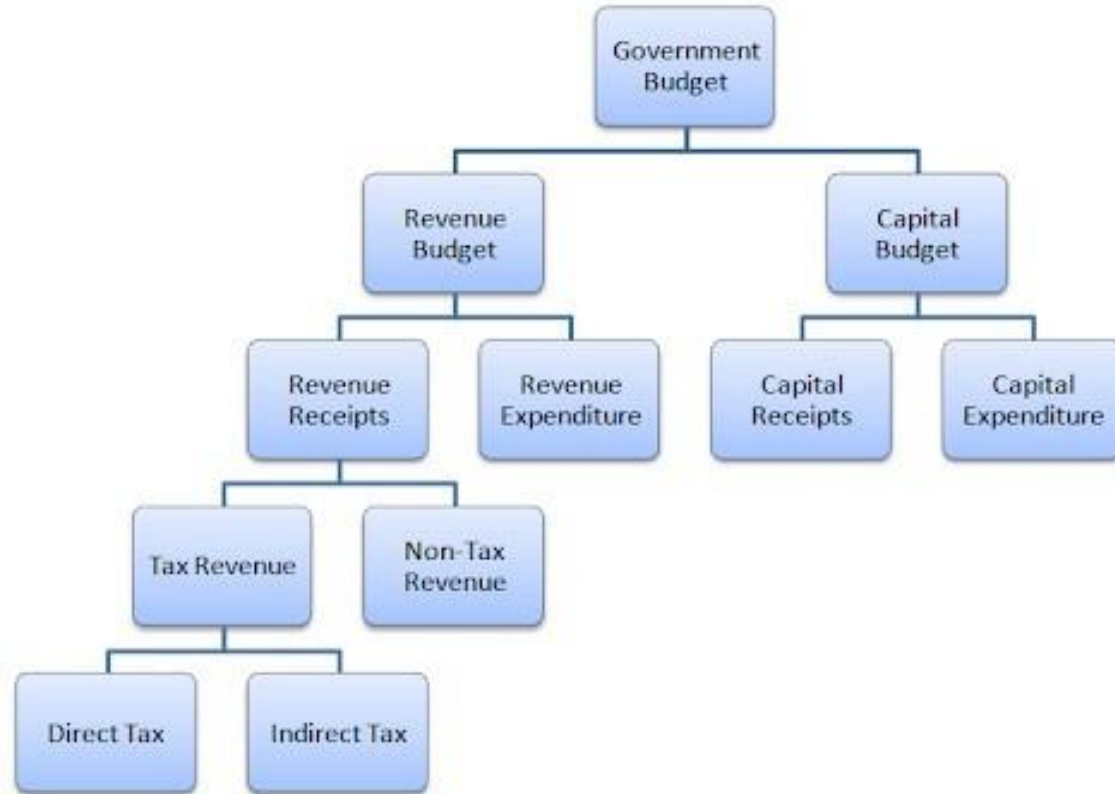 Government
Budget
Revenue
Budget
Capital
Budget
Revenue
Receipts
Revenue
Expenditure
Capital
Receipts
Capital
Expenditure
Tax Revenue
Non-Tax
Revenue
Direct Tax
Indirect Tax